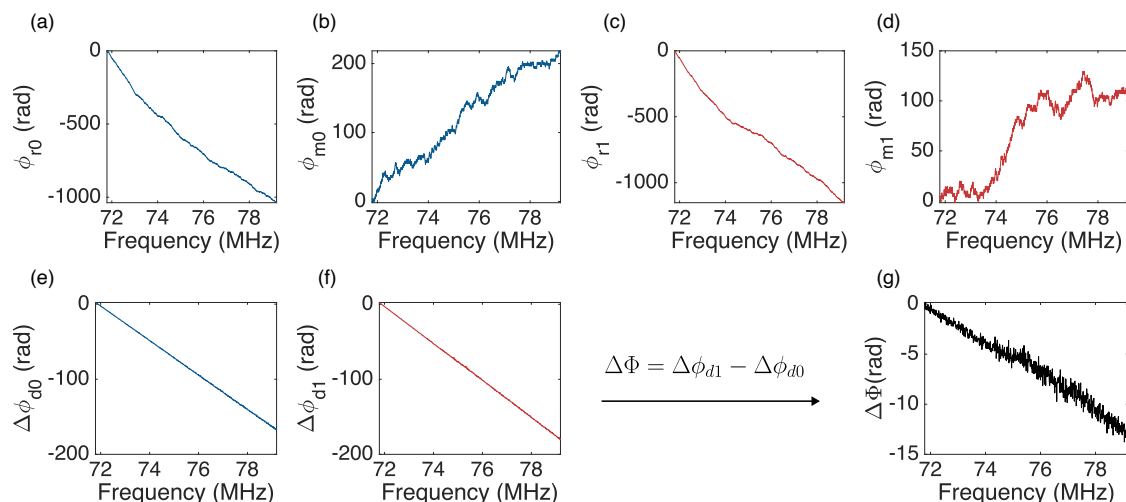 (a)
0
-500
-1000
ϕr0 (rad)
72 74 76 78
Frequency (MHz)
(b)
200
100
0
ϕm0 (rad)
72 74 76 78
Frequency (MHz)
(c)
0
-500
-1000
ϕr1 (rad)
72 74 76 78
Frequency (MHz)
(d)
150
100
50
0
ϕm1 (rad)
72 74 76 78
Frequency (MHz)
(e)
0
-100
-200
Δϕd0 (rad)
72 74 76 78
Frequency (MHz)
(f)
0
-100
-200
Δϕd1 (rad)
72 74 76 78
Frequency (MHz)
ΔΦ = Δϕd1 − Δϕd0
(g)
0
-5
-10
-15
ΔΦ(rad)
72 74 76 78
Frequency (MHz)